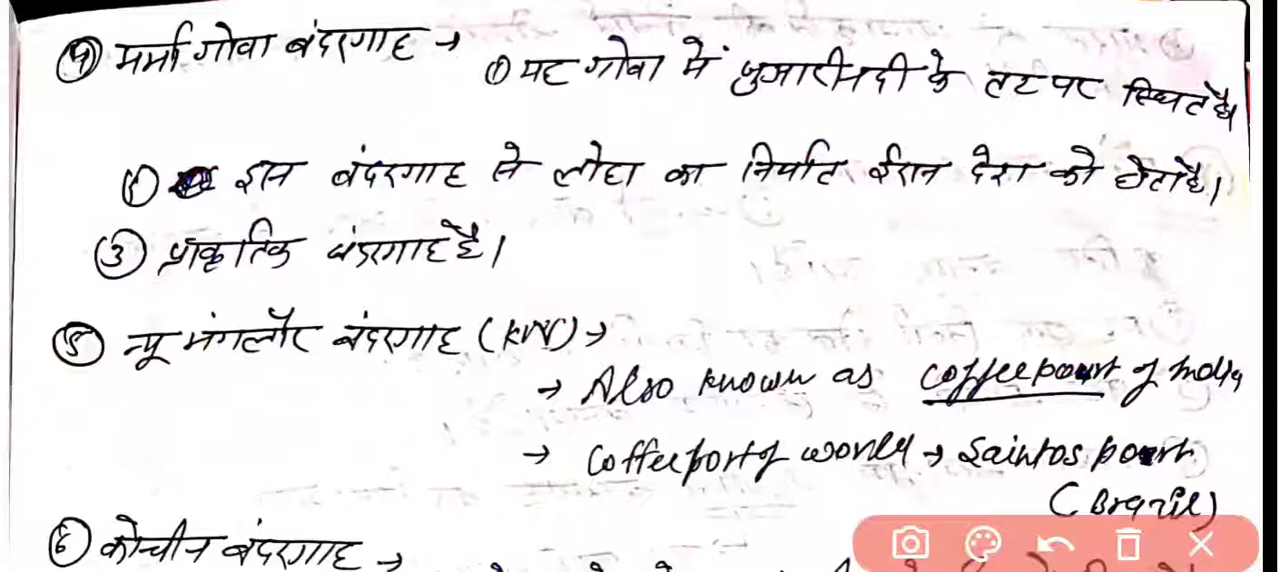 ④ मर्मा गोवा बंदरगाह →
① यह गोवा में जुआरी नदी के तट पर स्थित है।
② इस बंदरगाह से लोहा का निर्यात ईरान देश को होता है।
③ प्राकृतिक बंदरगाह है।
⑤ न्यू मंगलौर बंदरगाह (KN) →
→ Also known as coffee port of India
→ Coffee port of world → Saintos port
(Brazil)
⑥ कोचीन बंदरगाह →